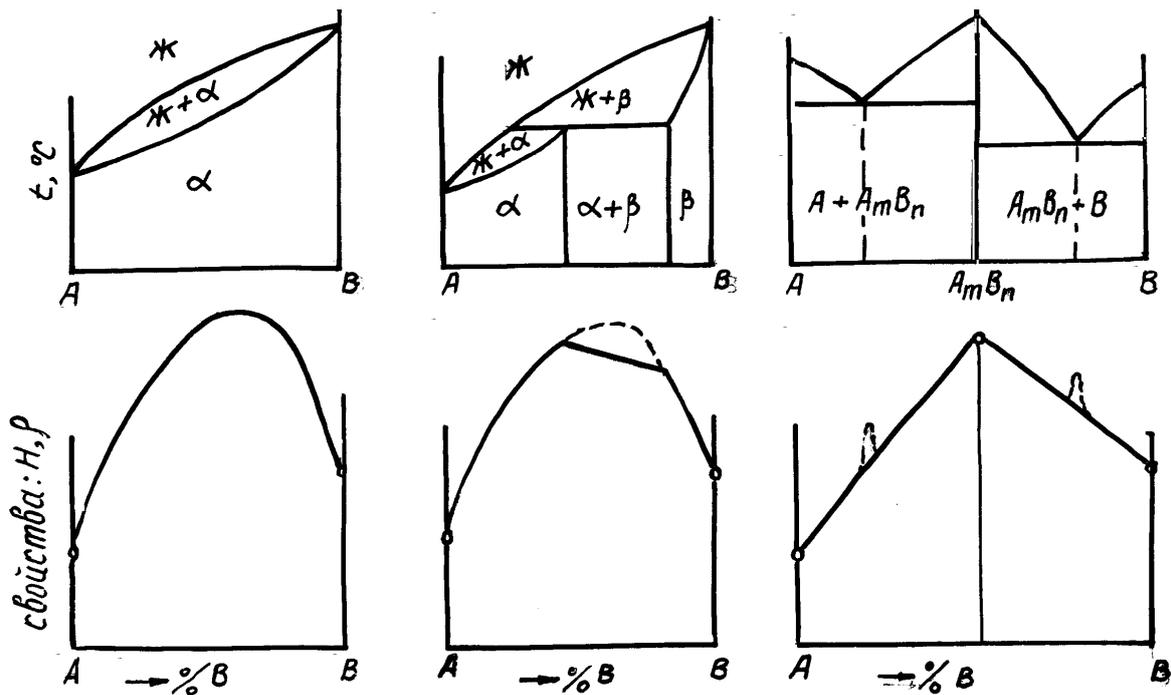 t, °C
Ж
Ж+α
α
A
B
Ж
Ж+β
Ж+α
α
α+β
β
A
B
A + AmBn
AmBn + B
A
AmBn
B
свойства: H, ρ
A → % B B
A → % B B
A → % B B